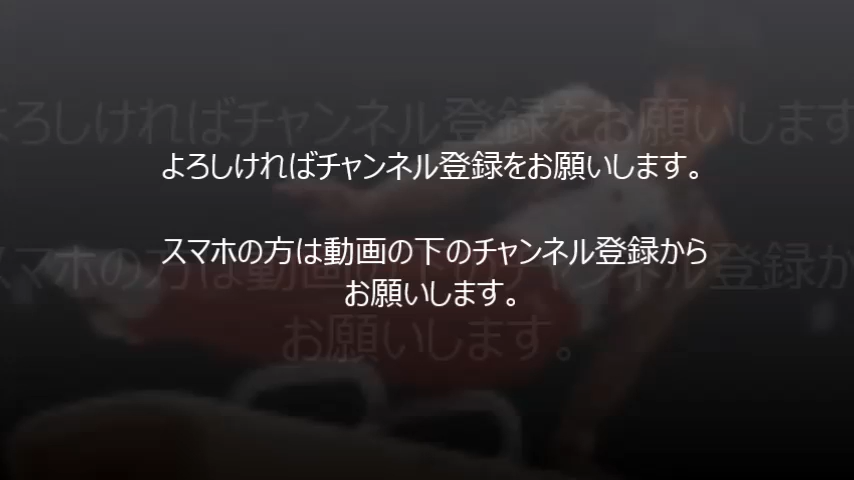 よろしければチャンネル登録をお願いします。
スマホの方は動画の下のチャンネル登録から
お願いします。